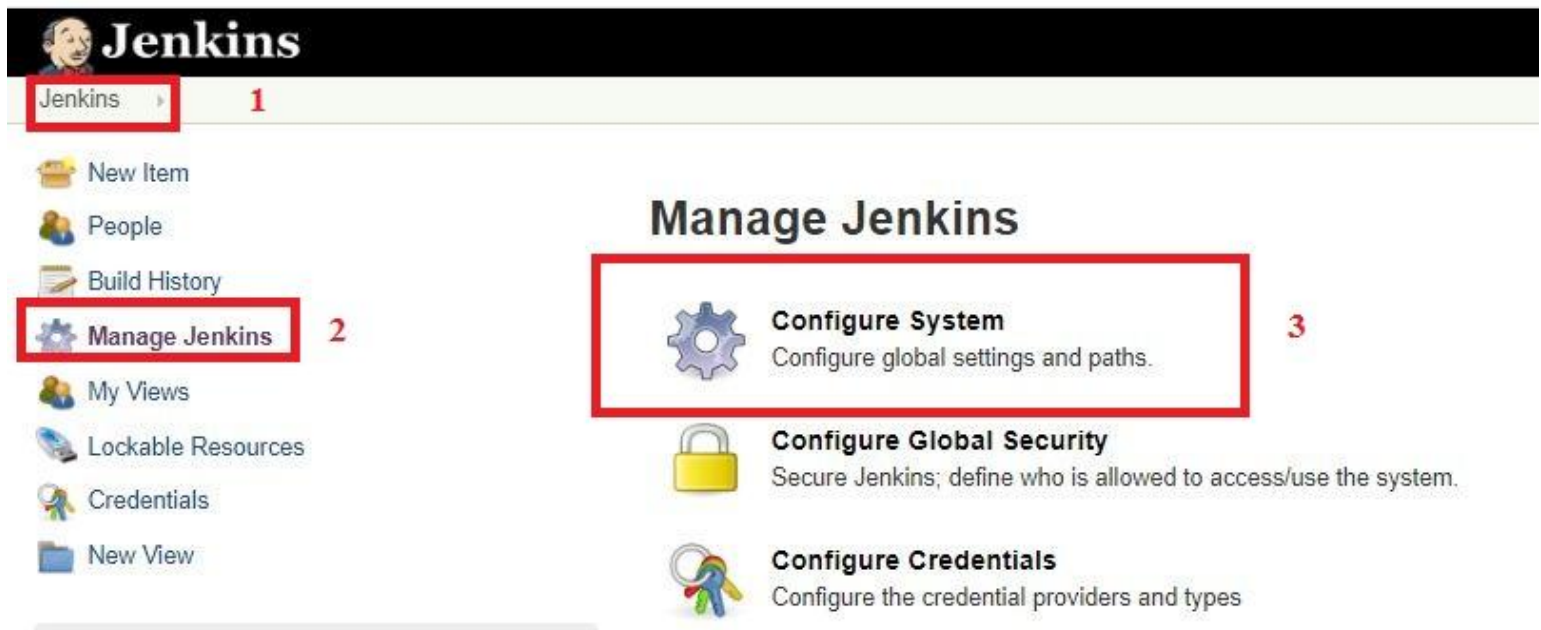 Jenkins
Jenkins
1
New Item
People
Build History
Manage Jenkins
2
My Views
Lockable Resources
Credentials
New View
Manage Jenkins
Configure System
Configure global settings and paths.
3
Configure Global Security
Secure Jenkins; define who is allowed to access/use the system.
Configure Credentials
Configure the credential providers and types